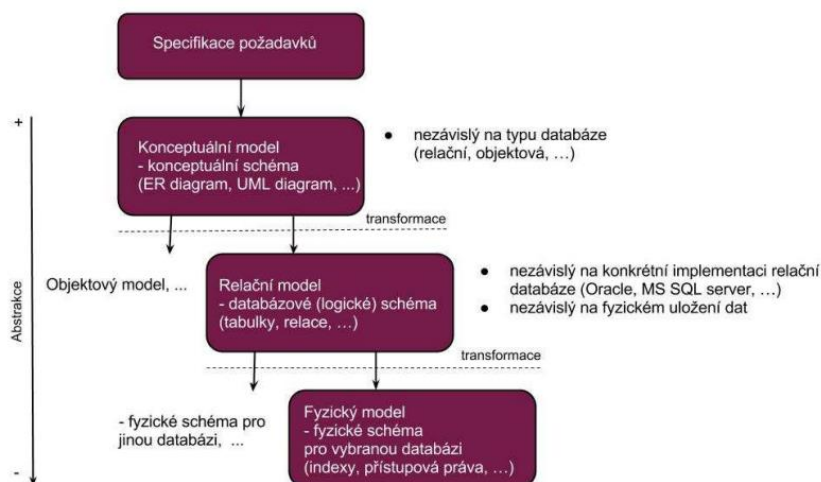 Specifikace požadavků
+
Konceptuální model
- konceptuální schéma
(ER diagram, UML diagram, ...)
● nezávislý na typu databáze
(relační, objektová, …)
transformace
Objektový model, ...
Relační model
- databázové (logické) schéma
(tabulky, relace, …)
● nezávislý na konkrétní implementaci relační
databáze (Oracle, MS SQL server, …)
● nezávislý na fyzickém uložení dat
Abstrakce
transformace
- fyzické schéma pro
jinou databázi, ...
Fyzický model
- fyzické schéma
pro vybranou databázi
(indexy, přístupová práva, …)
-